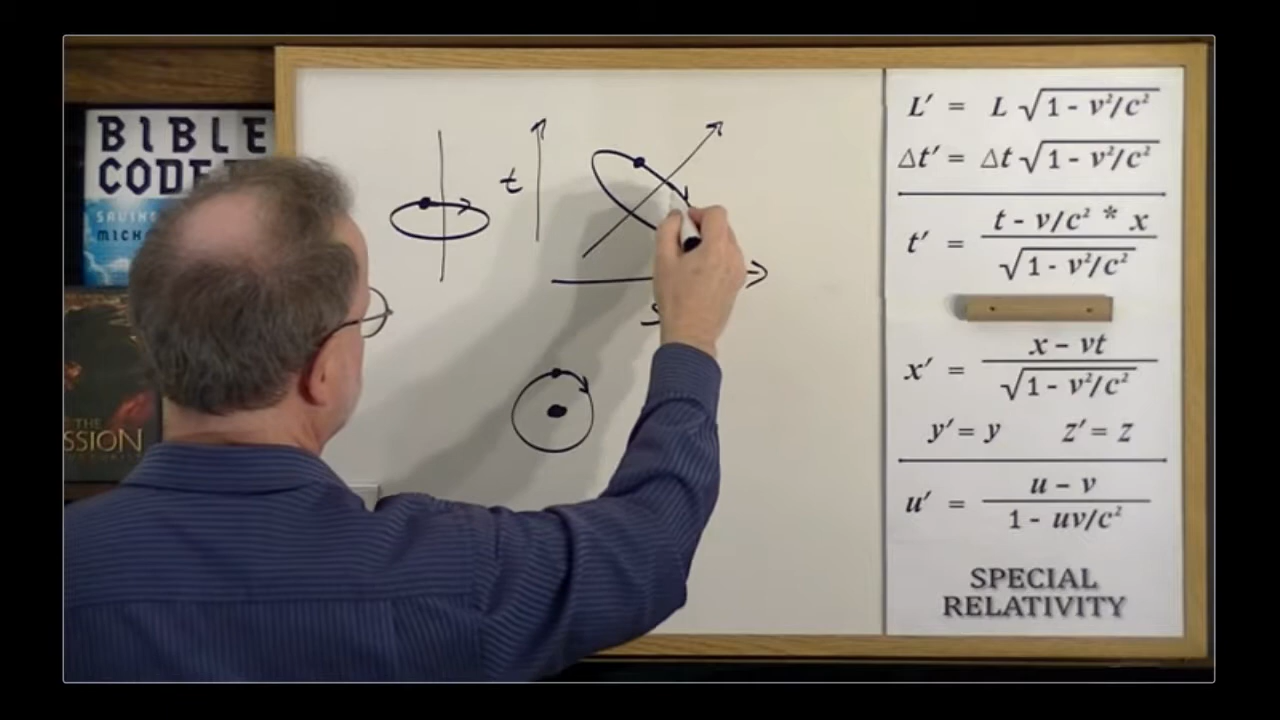 BIBLE
CODE
THE
SSION
t
L' = L √1 - v²/c²
Δt' = Δt √1 - v²/c²
t' = t - v/c² * x / √1 - v²/c²
x' = x - vt / √1 - v²/c²
y' = y z' = z
u' = u - v / 1 - uv/c²
SPECIAL
RELATIVITY